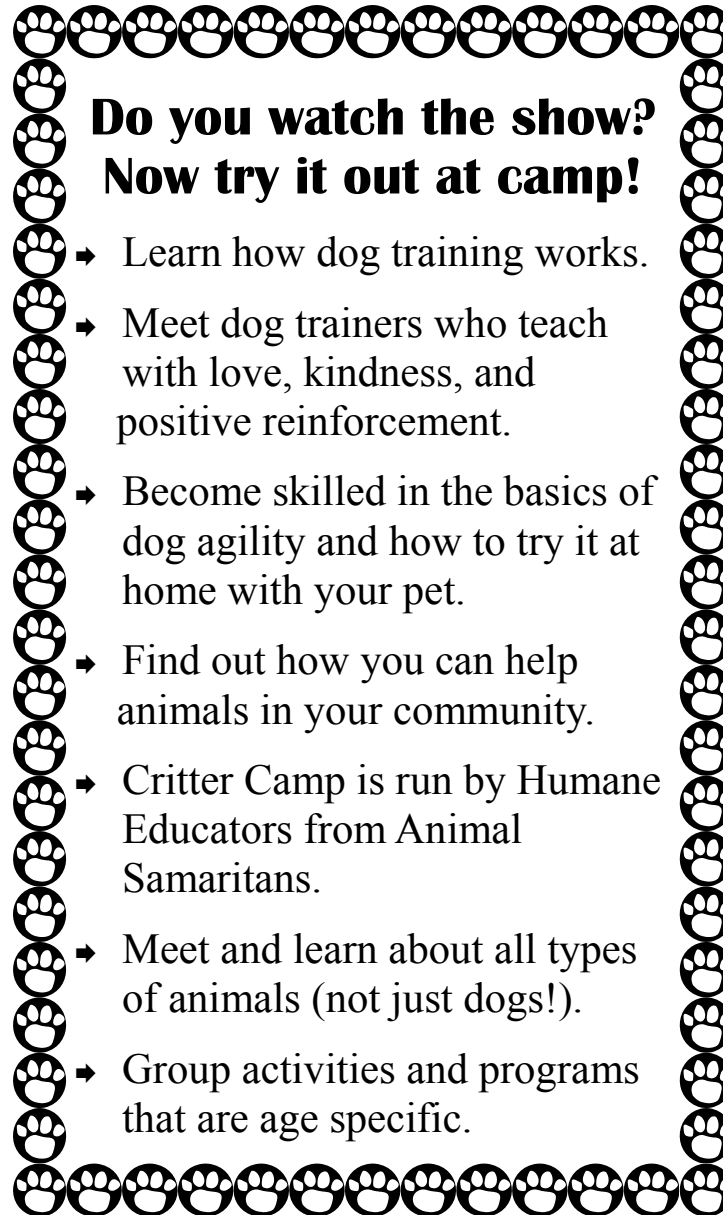 Do you watch the show?
Now try it out at camp!
➡ Learn how dog training works.
➡ Meet dog trainers who teach
with love, kindness, and
positive reinforcement.
➡ Become skilled in the basics of
dog agility and how to try it at
home with your pet.
➡ Find out how you can help
animals in your community.
➡ Critter Camp is run by Humane
Educators from Animal
Samaritans.
➡ Meet and learn about all types
of animals (not just dogs!).
➡ Group activities and programs
that are age specific.